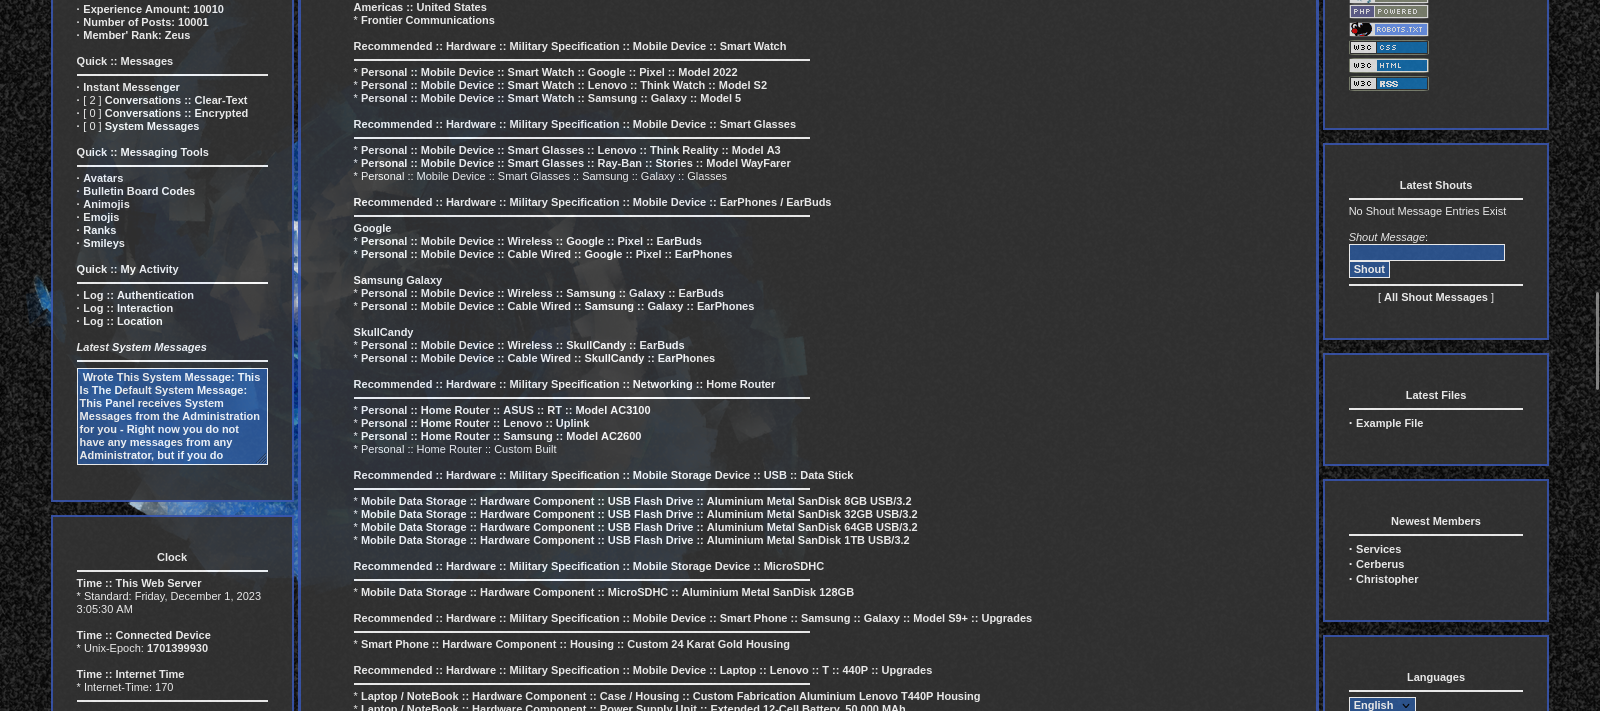 · Experience Amount: 10010
· Number of Posts: 10001
· Member' Rank: Zeus
Quick :: Messages
· Instant Messenger
· [ 2 ] Conversations :: Clear-Text
· [ 0 ] Conversations :: Encrypted
· [ 0 ] System Messages
Quick :: Messaging Tools
· Avatars
· Bulletin Board Codes
· Animojis
· Emojis
· Ranks
· Smileys
Quick :: My Activity
· Log :: Authentication
· Log :: Interaction
· Log :: Location
Latest System Messages
Wrote This System Message: This
Is The Default System Message:
This Panel receives System
Messages from the Administration
for you - Right now you do not
have any messages from any
Administrator, but if you do
Clock
Time :: This Web Server
* Standard: Friday, December 1, 2023
3:05:30 AM
Time :: Connected Device
* Unix-Epoch: 1701399930
Time :: Internet Time
* Internet-Time: 170
Americas :: United States
* Frontier Communications
Recommended :: Hardware :: Military Specification :: Mobile Device :: Smart Watch
* Personal :: Mobile Device :: Smart Watch :: Google :: Pixel :: Model 2022
* Personal :: Mobile Device :: Smart Watch :: Lenovo :: Think Watch :: Model S2
* Personal :: Mobile Device :: Smart Watch :: Samsung :: Galaxy :: Model 5
Recommended :: Hardware :: Military Specification :: Mobile Device :: Smart Glasses
* Personal :: Mobile Device :: Smart Glasses :: Lenovo :: Think Reality :: Model A3
* Personal :: Mobile Device :: Smart Glasses :: Ray-Ban :: Stories :: Model WayFarer
* Personal :: Mobile Device :: Smart Glasses :: Samsung :: Galaxy :: Glasses
Recommended :: Hardware :: Military Specification :: Mobile Device :: EarPhones / EarBuds
Google
* Personal :: Mobile Device :: Wireless :: Google :: Pixel :: EarBuds
* Personal :: Mobile Device :: Cable Wired :: Google :: Pixel :: EarPhones
Samsung Galaxy
* Personal :: Mobile Device :: Wireless :: Samsung :: Galaxy :: EarBuds
* Personal :: Mobile Device :: Cable Wired :: Samsung :: Galaxy :: EarPhones
SkullCandy
* Personal :: Mobile Device :: Wireless :: SkullCandy :: EarBuds
* Personal :: Mobile Device :: Cable Wired :: SkullCandy :: EarPhones
Recommended :: Hardware :: Military Specification :: Networking :: Home Router
* Personal :: Home Router :: ASUS :: RT :: Model AC3100
* Personal :: Home Router :: Lenovo :: Uplink
* Personal :: Home Router :: Samsung :: Model AC2600
* Personal :: Home Router :: Custom Built
Recommended :: Hardware :: Military Specification :: Mobile Storage Device :: USB :: Data Stick
* Mobile Data Storage :: Hardware Component :: USB Flash Drive :: Aluminium Metal SanDisk 8GB USB/3.2
* Mobile Data Storage :: Hardware Component :: USB Flash Drive :: Aluminium Metal SanDisk 32GB USB/3.2
* Mobile Data Storage :: Hardware Component :: USB Flash Drive :: Aluminium Metal SanDisk 64GB USB/3.2
* Mobile Data Storage :: Hardware Component :: USB Flash Drive :: Aluminium Metal SanDisk 1TB USB/3.2
Recommended :: Hardware :: Military Specification :: Mobile Storage Device :: MicroSDHC
* Mobile Data Storage :: Hardware Component :: MicroSDHC :: Aluminium Metal SanDisk 128GB
Recommended :: Hardware :: Military Specification :: Mobile Device :: Smart Phone :: Samsung :: Galaxy :: Model S9+ :: Upgrades
* Smart Phone :: Hardware Component :: Housing :: Custom 24 Karat Gold Housing
Recommended :: Hardware :: Military Specification :: Mobile Device :: Laptop :: Lenovo :: T :: 440P :: Upgrades
* Laptop / NoteBook :: Hardware Component :: Case / Housing :: Custom Fabrication Aluminium Lenovo T440P Housing
* Laptop / NoteBook :: Hardware Component :: Power Supply Unit :: Extended 12-Cell Battery, 50,000 MAh
PHP POWERED
ROBOTS.TXT
W3C CSS
W3C HTML
W3C RSS
Latest Shouts
No Shout Message Entries Exist
Shout Message:
Shout
[ All Shout Messages ]
Latest Files
· Example File
Newest Members
· Services
· Cerberus
· Christopher
Languages
English